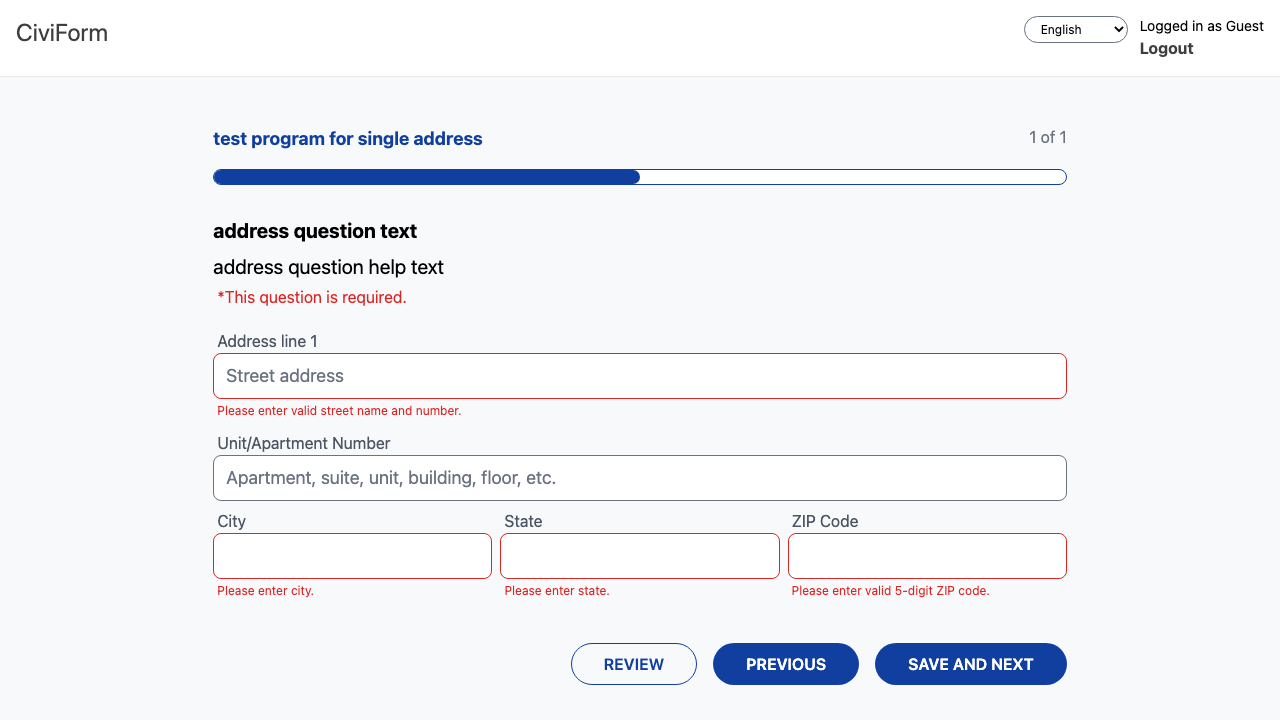 CiviForm
English
Logged in as Guest
Logout
test program for single address
1 of 1
address question text
address question help text
*This question is required.
Address line 1
Street address
Please enter valid street name and number.
Unit/Apartment Number
Apartment, suite, unit, building, floor, etc.
City State ZIP Code
Please enter city. Please enter state. Please enter valid 5-digit ZIP code.
REVIEW PREVIOUS SAVE AND NEXT